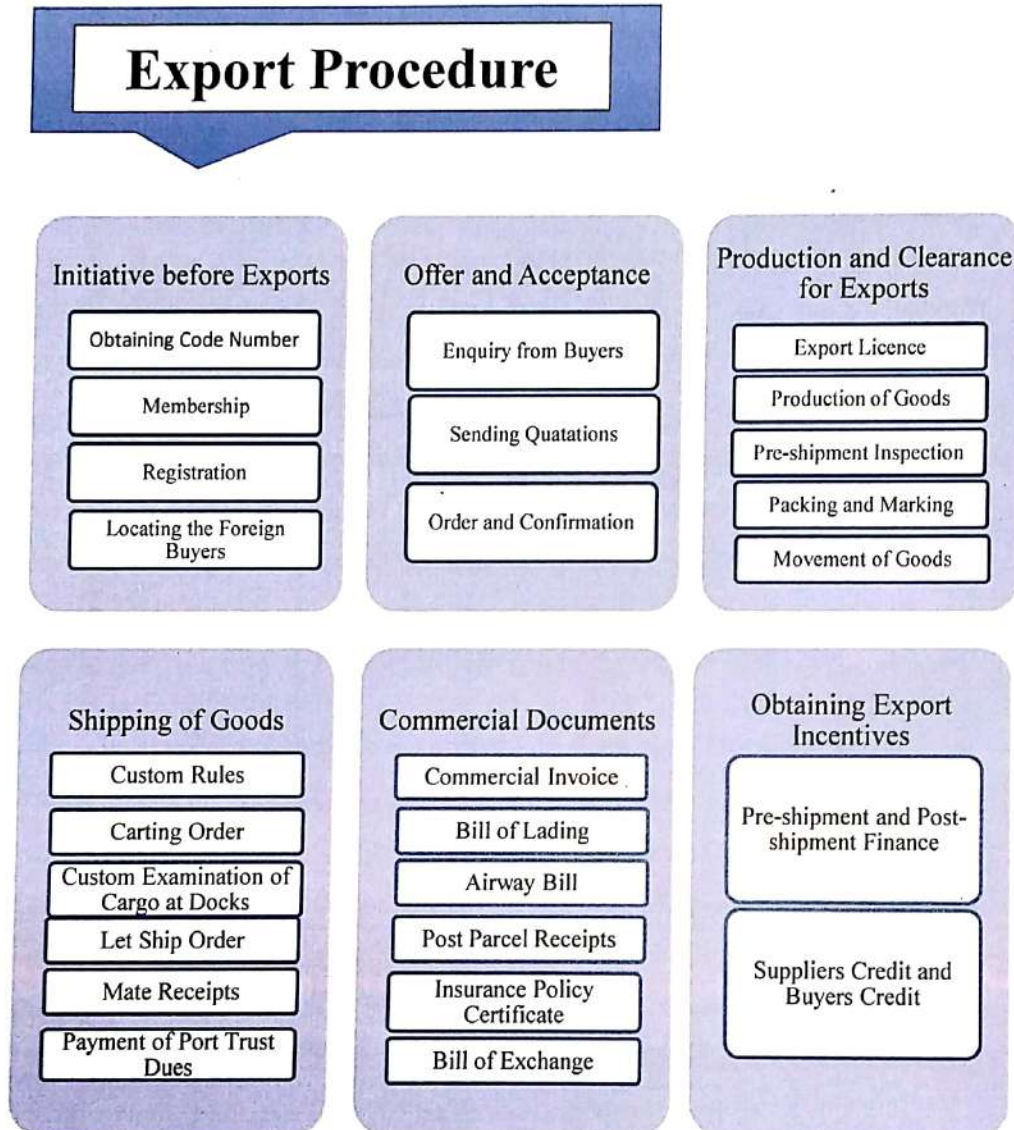 Export Procedure
Initiative before Exports
Obtaining Code Number
Membership
Registration
Locating the Foreign
Buyers
Offer and Acceptance
Enquiry from Buyers
Sending Quatations
Order and Confirmation
Production and Clearance
for Exports
Export Licence
Production of Goods
Pre-shipment Inspection
Packing and Marking
Movement of Goods
Shipping of Goods
Custom Rules
Carting Order
Custom Examination of
Cargo at Docks
Let Ship Order
Mate Receipts
Payment of Port Trust
Dues
Commercial Documents
Commercial Invoice
Bill of Lading
Airway Bill
Post Parcel Receipts
Insurance Policy
Certificate
Bill of Exchange
Obtaining Export
Incentives
Pre-shipment and Post-
shipment Finance
Suppliers Credit and
Buyers Credit